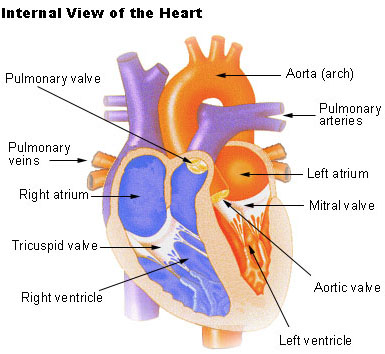 Internal View of the Heart
Pulmonary valve
Aorta (arch)
Pulmonary
arteries
Pulmonary
veins
Left atrium
Right atrium
Mitral valve
Tricuspid valve
Aortic valve
Right ventricle
Left ventricle